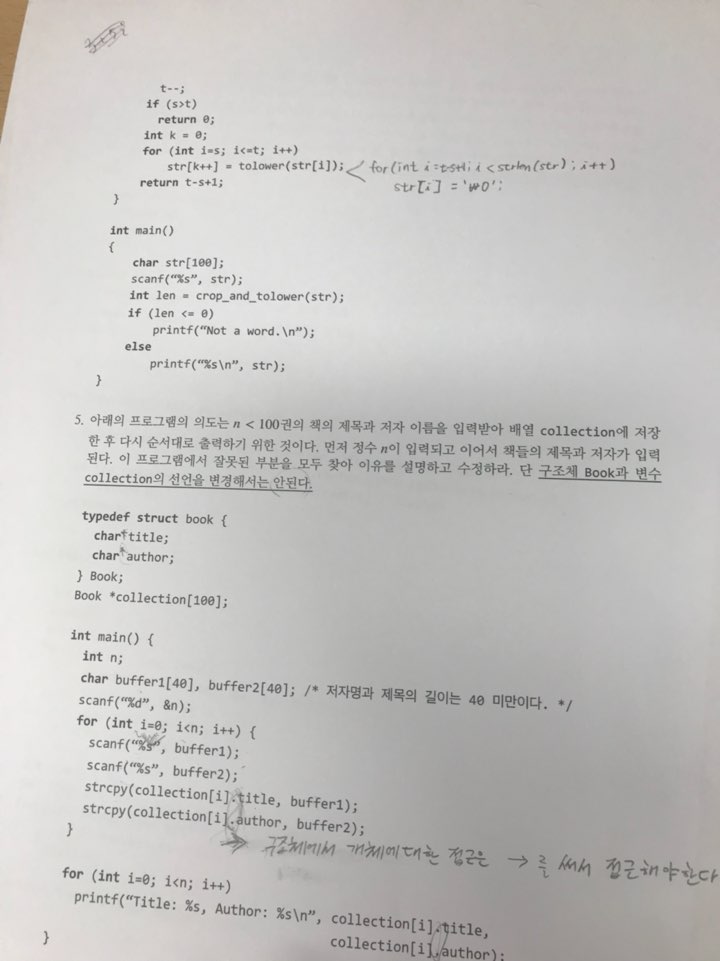 t--;
if (s>t)
return 0;
int k = 0;
for (int i=s; i<=t; i++)
str[k++] = tolower(str[i]); < for(int i=t-s+1; i < strlen(str); i++)
return t-s+1; str[i] = '₩0';
}
int main()
{
char str[100];
scanf(“%s”, str);
int len = crop_and_tolower(str);
if (len <= 0)
printf(“Not a word.\n”);
else
printf(“%s\n”, str);
}
5. 아래의 프로그램의 의도는 n < 100권의 책의 제목과 저자 이름을 입력받아 배열 collection에 저장
한 후 다시 순서대로 출력하기 위한 것이다. 먼저 정수 n이 입력되고 이어서 책들의 제목과 저자가 입력
된다. 이 프로그램에서 잘못된 부분을 모두 찾아 이유를 설명하고 수정하라. 단 구조체 Book과 변수
collection의 선언을 변경해서는 안된다.
typedef struct book {
char *title;
char *author;
} Book;
Book *collection[100];
int main() {
int n;
char buffer1[40], buffer2[40]; /* 저자명과 제목의 길이는 40 미만이다. */
scanf(“%d”, &n);
for (int i=0; i<n; i++) {
scanf(“%s”, buffer1);
scanf(“%s”, buffer2);
strcpy(collection[i].title, buffer1);
strcpy(collection[i].author, buffer2);
}
→ 구조체에서 개체에 대한 접근은 → 를 써서 접근해야한다
for (int i=0; i<n; i++)
printf(“Title: %s, Author: %s\n”, collection[i].title,
collection[i].author);
}